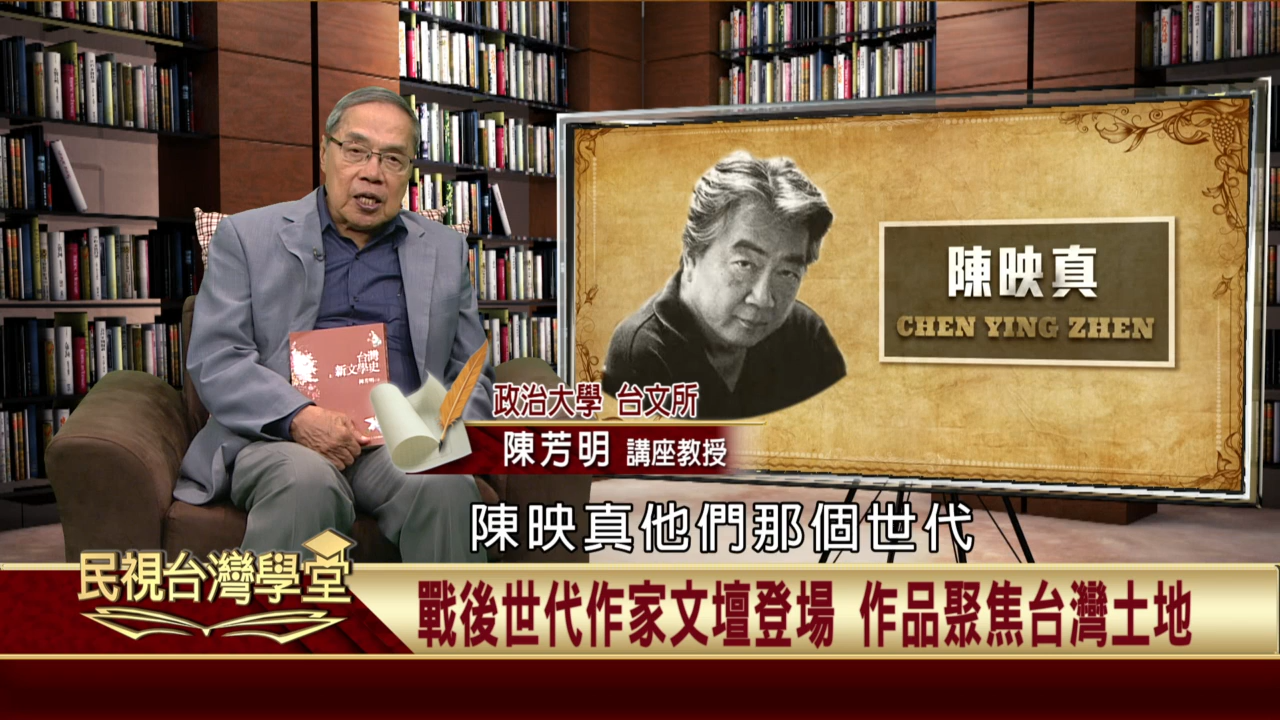 陳映真
CHEN YING ZHEN
台灣
新文學史
陳芳明
政治大學 台文所
陳芳明 講座教授
陳映真他們那個世代
民視台灣學堂
戰後世代作家文壇登場 作品聚焦台灣土地